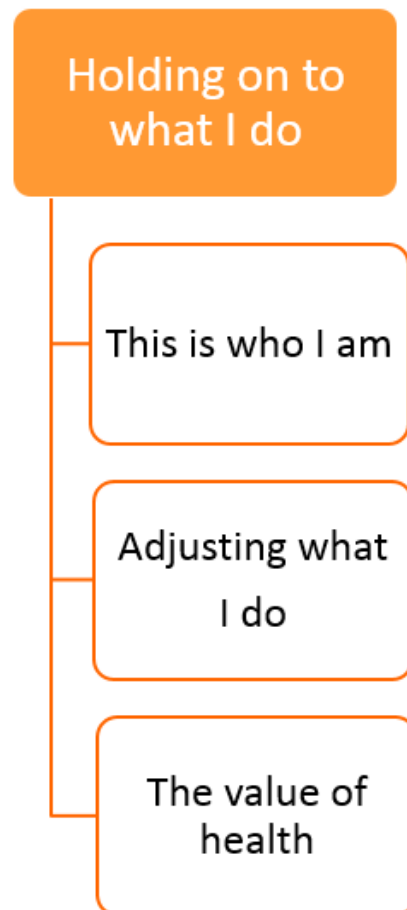 Holding on to
what I do
This is who I am
Adjusting what
I do
The value of
health